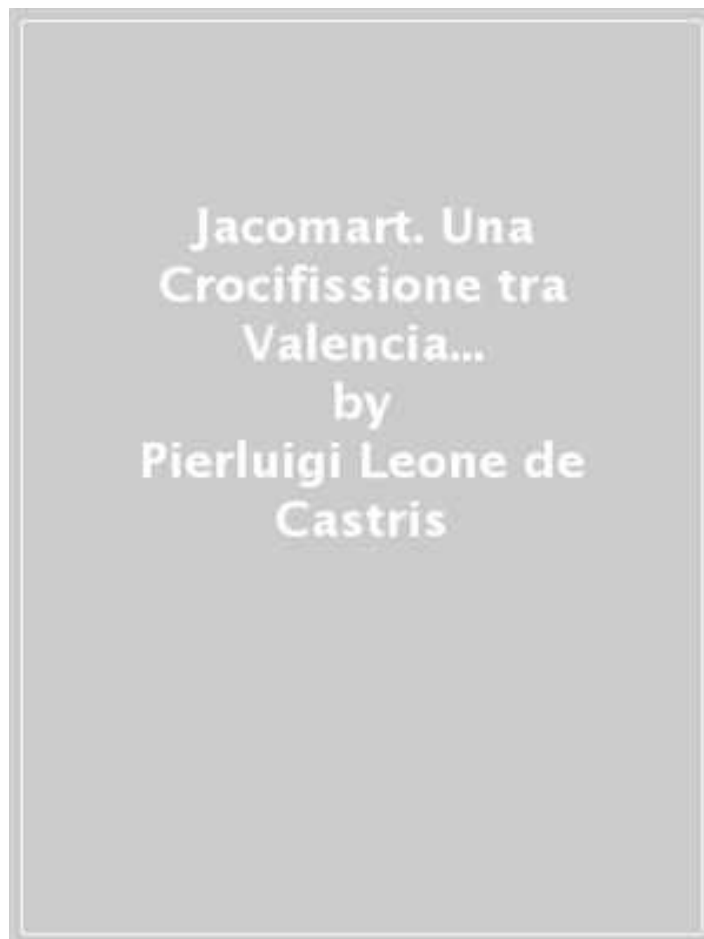 Jacomart. Una
Crocifissione tra
Valencia...
by
Pierluigi Leone de
Castris